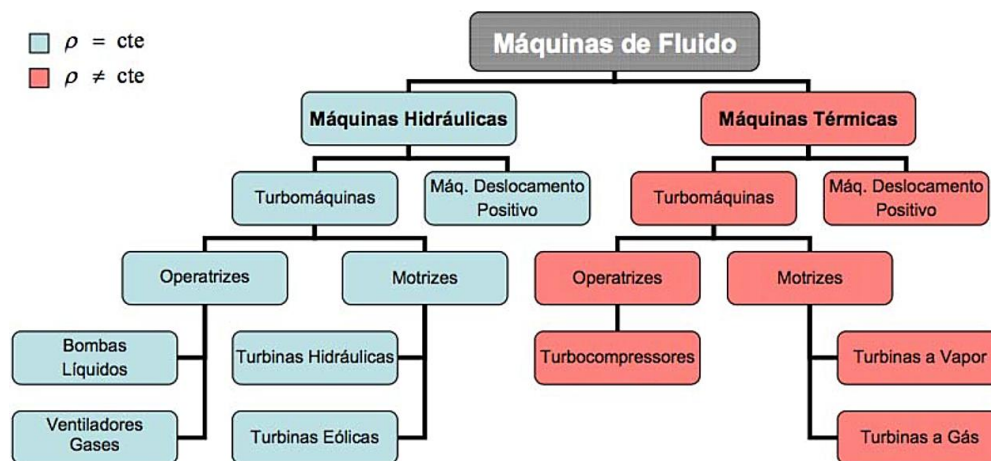 ρ = cte
ρ ≠ cte
Máquinas de Fluido
Máquinas Hidráulicas
Máquinas Térmicas
Turbomáquinas
Máq. Deslocamento
Positivo
Turbomáquinas
Máq. Deslocamento
Positivo
Operatrizes
Motrizes
Operatrizes
Motrizes
Bombas
Líquidos
Turbinas Hidráulicas
Turbocompressores
Turbinas a Vapor
Ventiladores
Gases
Turbinas Eólicas
Turbinas a Gás